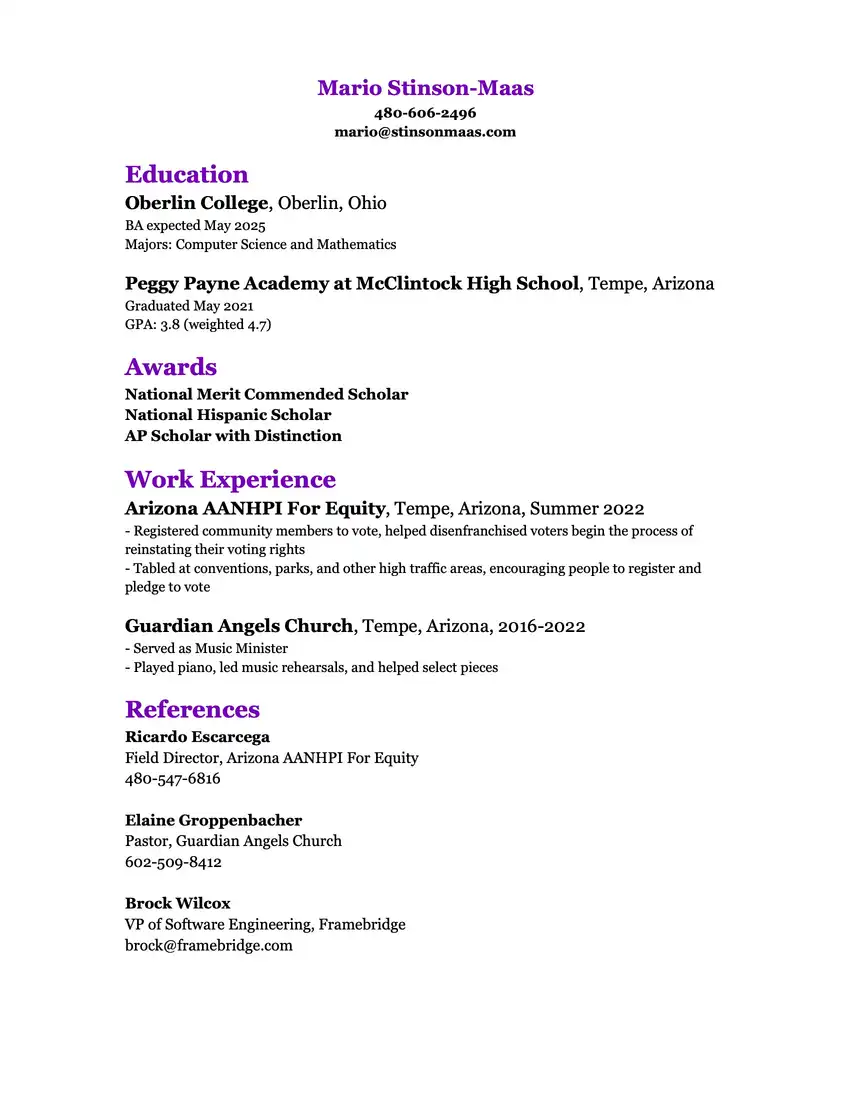 Mario Stinson-Maas
480-606-2496
mario@stinsonmaas.com
Education
Oberlin College, Oberlin, Ohio
BA expected May 2025
Majors: Computer Science and Mathematics
Peggy Payne Academy at McClintock High School, Tempe, Arizona
Graduated May 2021
GPA: 3.8 (weighted 4.7)
Awards
National Merit Commended Scholar
National Hispanic Scholar
AP Scholar with Distinction
Work Experience
Arizona AANHPI For Equity, Tempe, Arizona, Summer 2022
- Registered community members to vote, helped disenfranchised voters begin the process of
reinstating their voting rights
- Tabled at conventions, parks, and other high traffic areas, encouraging people to register and
pledge to vote
Guardian Angels Church, Tempe, Arizona, 2016-2022
- Served as Music Minister
- Played piano, led music rehearsals, and helped select pieces
References
Ricardo Escarcega
Field Director, Arizona AANHPI For Equity
480-547-6816
Elaine Groppenbacher
Pastor, Guardian Angels Church
602-509-8412
Brock Wilcox
VP of Software Engineering, Framebridge
brock@framebridge.com